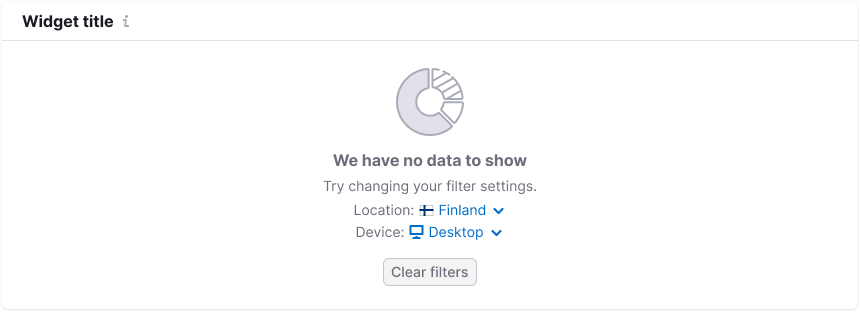 Widget title
We have no data to show
Try changing your filter settings.
Location: Finland
Device: Desktop
Clear filters